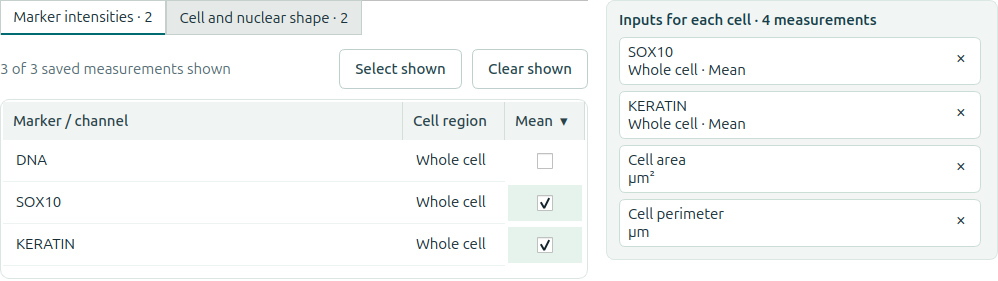 Marker intensities · 2
Cell and nuclear shape · 2
3 of 3 saved measurements shown
Select shown
Clear shown
Marker / channel Cell region Mean ▼
DNA Whole cell
SOX10 Whole cell
KERATIN Whole cell
Inputs for each cell · 4 measurements
SOX10
Whole cell · Mean
×
KERATIN
Whole cell · Mean
×
Cell area
µm²
×
Cell perimeter
µm
×